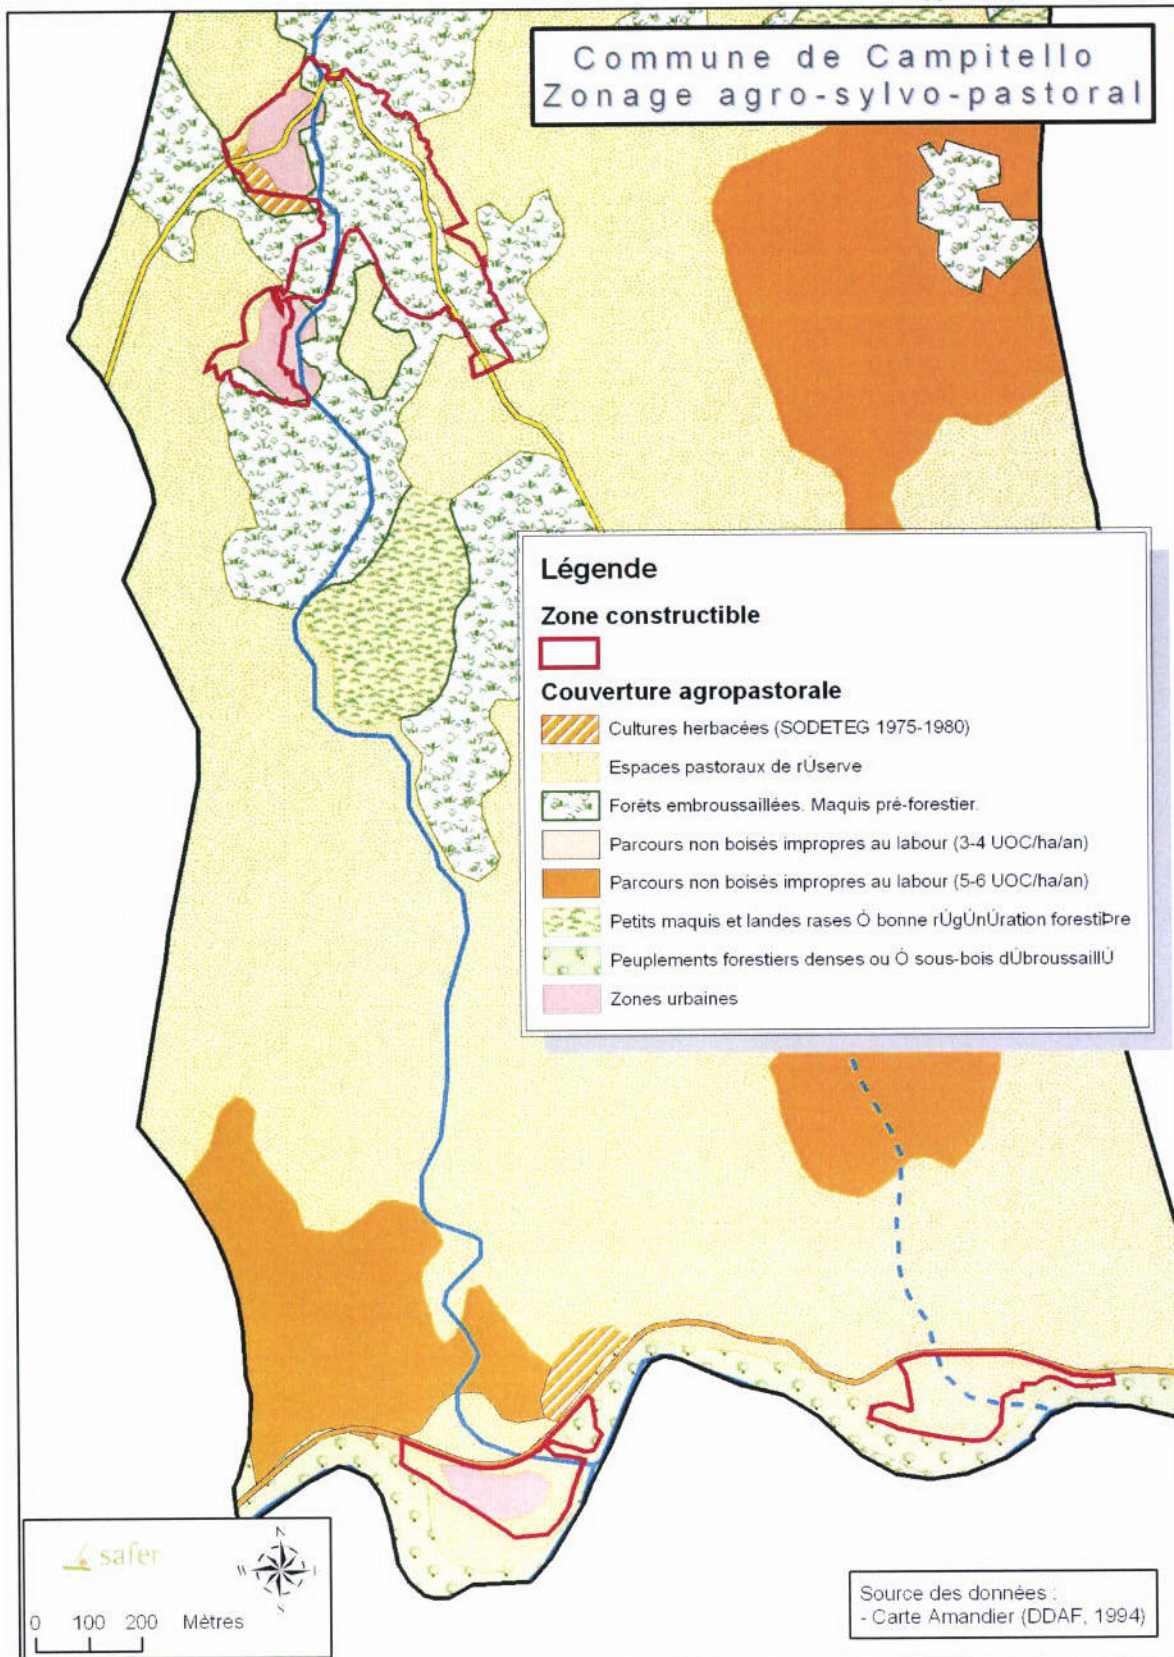 Commune de Campitello
Zonage agro-sylvo-pastoral
Légende
Zone constructible
Couverture agropastorale
Cultures herbacées (SODETEG 1975-1980)
Espaces pastoraux de rÚserve
Forêts embroussaillées. Maquis pré-forestier.
Parcours non boisés impropres au labour (3-4 UOC/ha/an)
Parcours non boisés impropres au labour (5-6 UOC/ha/an)
Petits maquis et landes rases Ó bonne rÚgÚnÚration forestiÞre
Peuplements forestiers denses ou Ó sous-bois dÚbroussaillÚ
Zones urbaines
safer
N
W
S
0 100 200 Mètres
Source des données :
- Carte Amandier (DDAF, 1994)